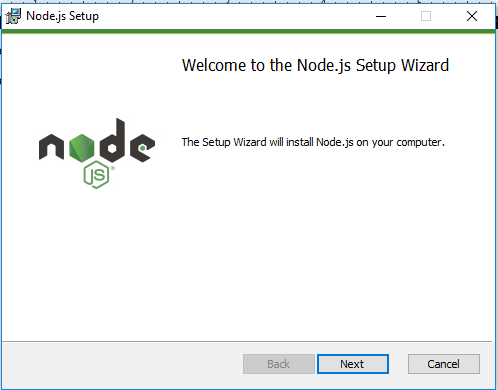 Node.js Setup
Welcome to the Node.js Setup Wizard
node
JS®
The Setup Wizard will install Node.js on your computer.
Back Next Cancel